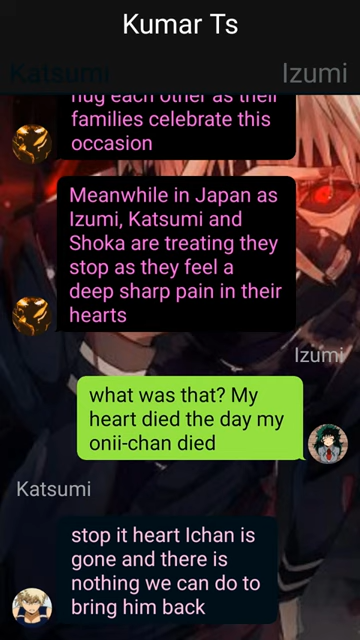 Kumar Ts
Katsumi
Izumi
hug each other as their
families celebrate this
occasion
Meanwhile in Japan as
Izumi, Katsumi and
Shoka are treating they
stop as they feel a
deep sharp pain in their
hearts
Izumi
what was that? My
heart died the day my
onii-chan died
Katsumi
stop it heart Ichan is
gone and there is
nothing we can do to
bring him back